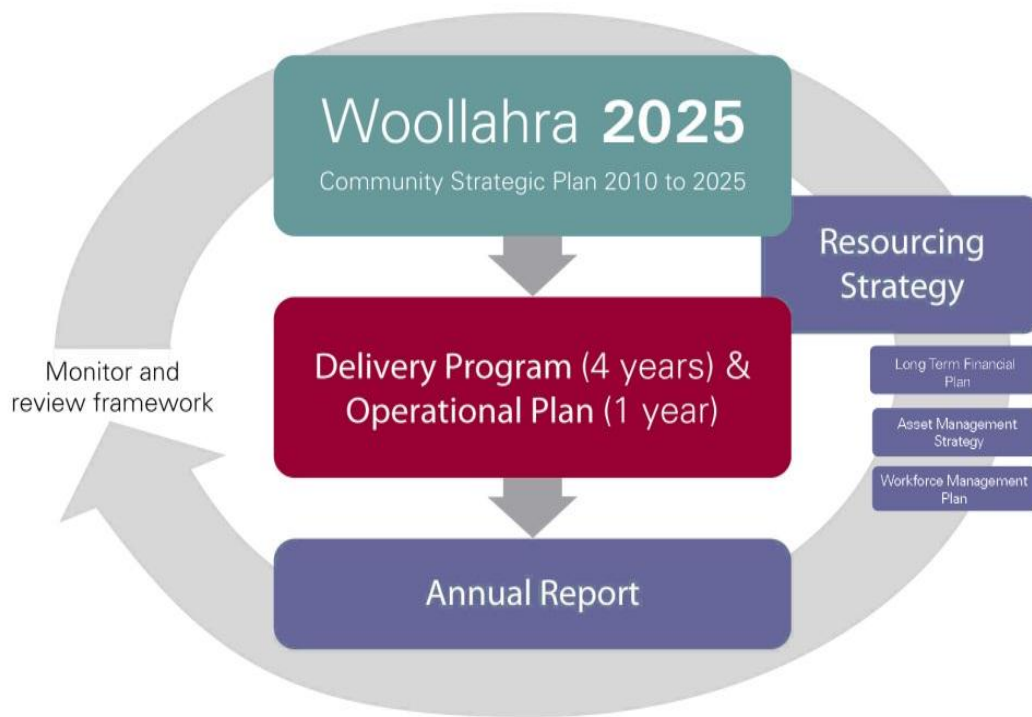 Woollahra 2025
Community Strategic Plan 2010 to 2025
Resourcing
Strategy
Delivery Program (4 years) &
Operational Plan (1 year)
Long Term Financial
Plan
Asset Management
Strategy
Workforce Management
Plan
Monitor and
review framework
Annual Report